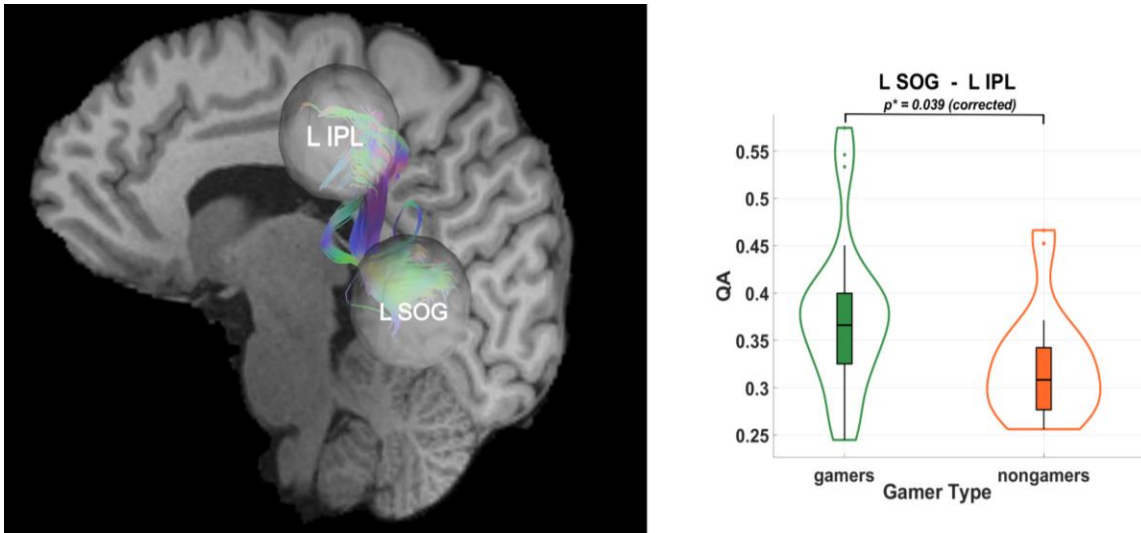 L IPL
L SOG
L SOG - L IPL
p* = 0.039 (corrected)
0.55
0.5
0.45
0.4
0.35
0.3
0.25
QA
gamers nongamers
Gamer Type